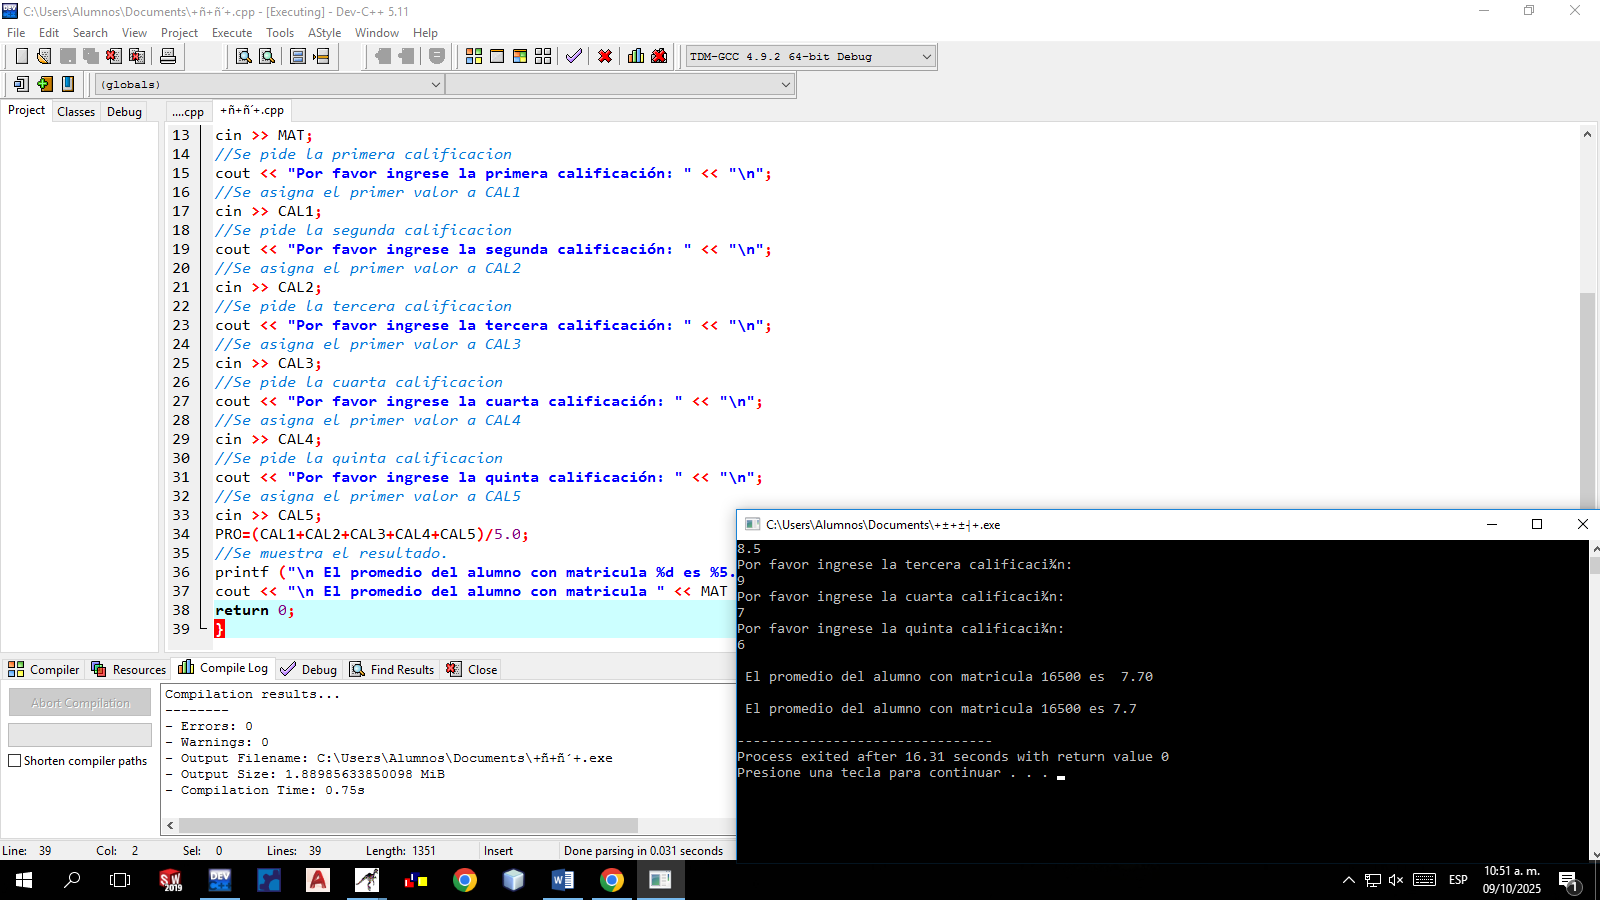 C:\Users\Alumnos\Documents\+ñ+ñ´+.cpp - [Executing] - Dev-C++ 5.11
File Edit Search View Project Execute Tools AStyle Window Help
TDM-GCC 4.9.2 64-bit Debug
(globals)
Project Classes Debug
....cpp +ñ+ñ´+.cpp
13 cin >> MAT;
14 //Se pide la primera calificacion
15 cout << "Por favor ingrese la primera calificación: " << "\n";
16 //Se asigna el primer valor a CAL1
17 cin >> CAL1;
18 //Se pide la segunda calificacion
19 cout << "Por favor ingrese la segunda calificación: " << "\n";
20 //Se asigna el primer valor a CAL2
21 cin >> CAL2;
22 //Se pide la tercera calificacion
23 cout << "Por favor ingrese la tercera calificación: " << "\n";
24 //Se asigna el primer valor a CAL3
25 cin >> CAL3;
26 //Se pide la cuarta calificacion
27 cout << "Por favor ingrese la cuarta calificación: " << "\n";
28 //Se asigna el primer valor a CAL4
29 cin >> CAL4;
30 //Se pide la quinta calificacion
31 cout << "Por favor ingrese la quinta calificación: " << "\n";
32 //Se asigna el primer valor a CAL5
33 cin >> CAL5;
34 PRO=(CAL1+CAL2+CAL3+CAL4+CAL5)/5.0;
35 //Se muestra el resultado.
36 printf ("\n El promedio del alumno con matricula %d es %5.
37 cout << "\n El promedio del alumno con matricula " << MAT
38 return 0;
39 }
C:\Users\Alumnos\Documents\+±+±┤+.exe
8.5
Por favor ingrese la tercera calificaci¾n:
9
Por favor ingrese la cuarta calificaci¾n:
7
Por favor ingrese la quinta calificaci¾n:
6
El promedio del alumno con matricula 16500 es  7.70
El promedio del alumno con matricula 16500 es 7.7
--------------------------------
Process exited after 16.31 seconds with return value 0
Presione una tecla para continuar . . .
Compiler Resources Compile Log Debug Find Results Close
Abort Compilation
Shorten compiler paths
Compilation results...
--------
- Errors: 0
- Warnings: 0
- Output Filename: C:\Users\Alumnos\Documents\+ñ+ñ´+.exe
- Output Size: 1.88985633850098 MiB
- Compilation Time: 0.75s
Line: 39 Col: 2 Sel: 0 Lines: 39 Length: 1351 Insert Done parsing in 0.031 seconds
SW 2019
DEV
A
ESP
10:51 a. m.
09/10/2025
1